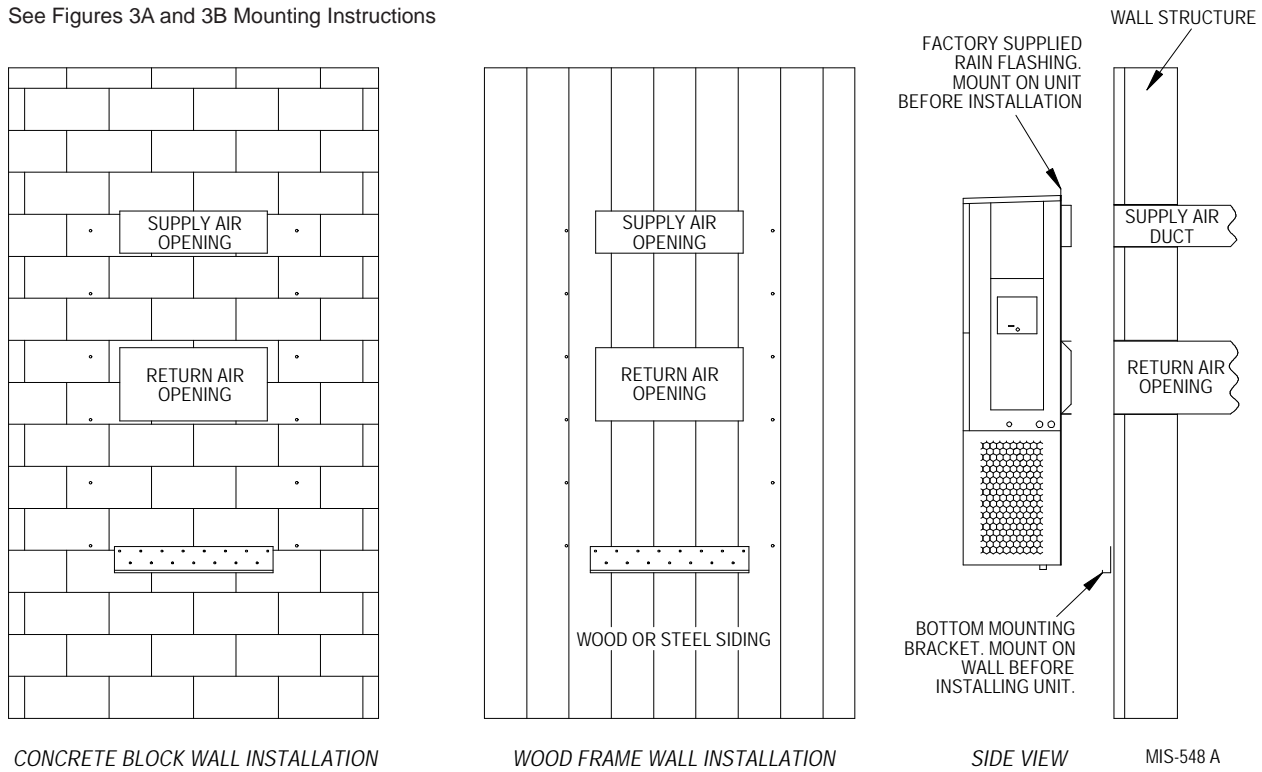 See Figures 3A and 3B Mounting Instructions
WALL STRUCTURE
FACTORY SUPPLIED
RAIN FLASHING.
MOUNT ON UNIT
BEFORE INSTALLATION
SUPPLY AIR
OPENING
SUPPLY AIR
OPENING
SUPPLY AIR
DUCT
RETURN AIR
OPENING
RETURN AIR
OPENING
RETURN AIR
OPENING
WOOD OR STEEL SIDING
BOTTOM MOUNTING
BRACKET. MOUNT ON
WALL BEFORE
INSTALLING UNIT.
CONCRETE BLOCK WALL INSTALLATION
WOOD FRAME WALL INSTALLATION
SIDE VIEW
MIS-548 A